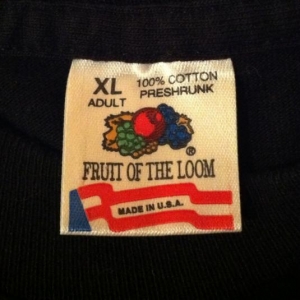 XL
ADULT
100% COTTON
PRESHRUNK
®
FRUIT OF THE LOOM
MADE IN U.S.A.